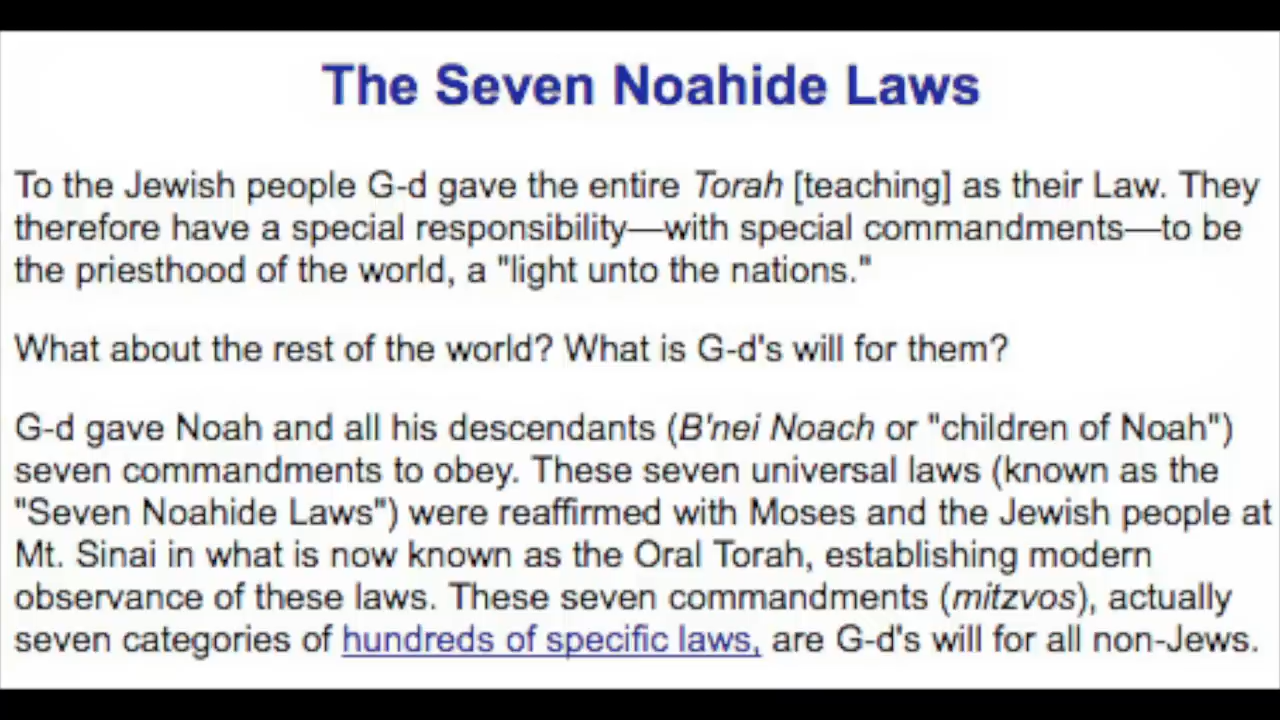 The Seven Noahide Laws
To the Jewish people G-d gave the entire Torah [teaching] as their Law. They
therefore have a special responsibility—with special commandments—to be
the priesthood of the world, a "light unto the nations."
What about the rest of the world? What is G-d's will for them?
G-d gave Noah and all his descendants (B'nei Noach or "children of Noah")
seven commandments to obey. These seven universal laws (known as the
"Seven Noahide Laws") were reaffirmed with Moses and the Jewish people at
Mt. Sinai in what is now known as the Oral Torah, establishing modern
observance of these laws. These seven commandments (mitzvos), actually
seven categories of hundreds of specific laws, are G-d's will for all non-Jews.